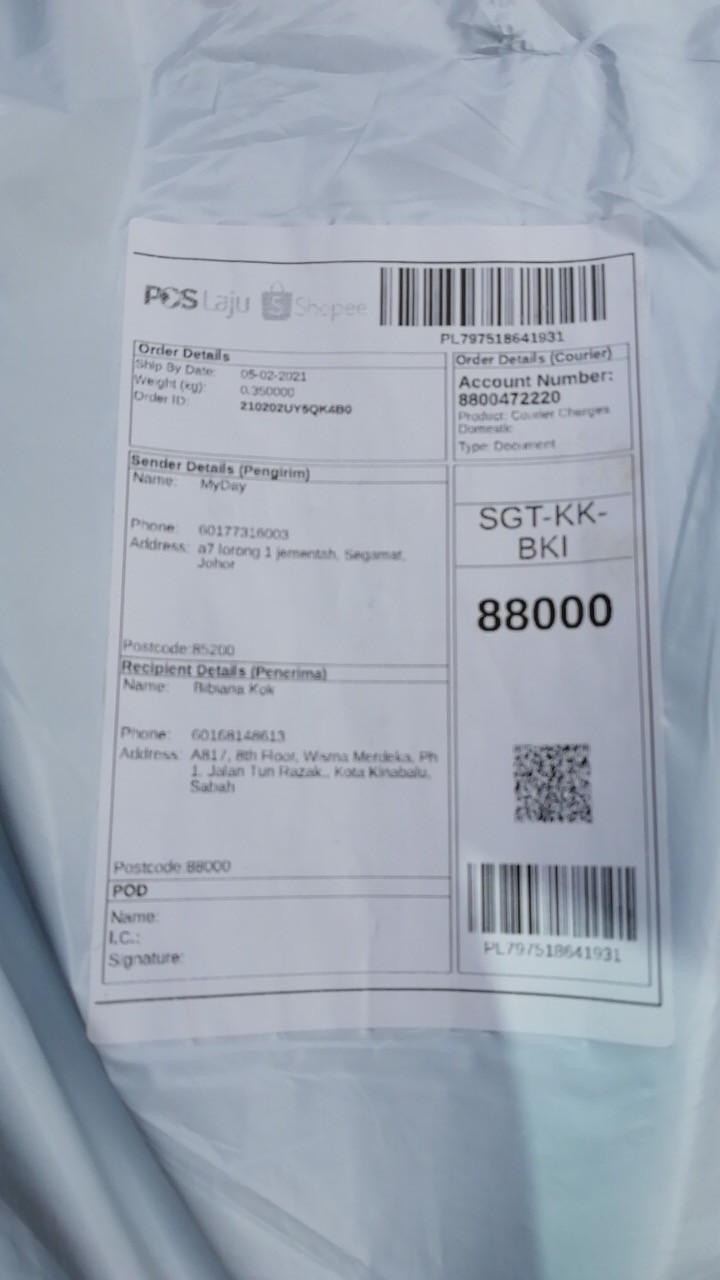 POS Laju Shopee
PL797518641931
Order Details
Ship By Date: 05-02-2021
Weight (kg): 0.350000
Order ID: 210202UY5QK4B0
Order Details (Courier)
Account Number:
8800472220
Product: Courier Charges
Domestic
Type: Document
Sender Details (Pengirim)
Name: MyDay
Phone: 60177316003
Address: a7 lorong 1 jementah, Segamat,
Johor
Postcode:85200
SGT-KK-
BKI
88000
Recipient Details (Penerima)
Name: Bibiana Kok
Phone: 60168148613
Address: A817, 8th Floor, Wisma Merdeka, Ph
1, Jalan Tun Razak,, Kota Kinabalu,
Sabah
Postcode:88000
POD
Name:
I.C.:
Signature:
PL797518641931